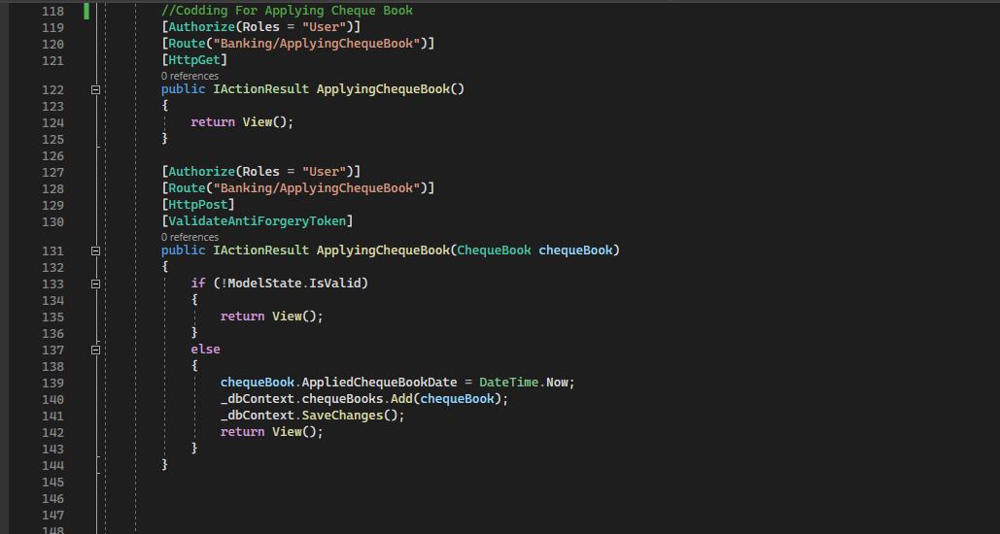 118 //Codding For Applying Cheque Book
119 [Authorize(Roles = "User")]
120 [Route("Banking/ApplyingChequeBook")]
121 [HttpGet]
0 references
122 public IActionResult ApplyingChequeBook()
123 {
124 return View();
125 }
126
127 [Authorize(Roles = "User")]
128 [Route("Banking/ApplyingChequeBook")]
129 [HttpPost]
130 [ValidateAntiForgeryToken]
0 references
131 public IActionResult ApplyingChequeBook(ChequeBook chequeBook)
132 {
133 if (!ModelState.IsValid)
134 {
135 return View();
136 }
137 else
138 {
139 chequeBook.AppliedChequeBookDate = DateTime.Now;
140 _dbContext.chequeBooks.Add(chequeBook);
141 _dbContext.SaveChanges();
142 return View();
143 }
144 }
145
146
147
148